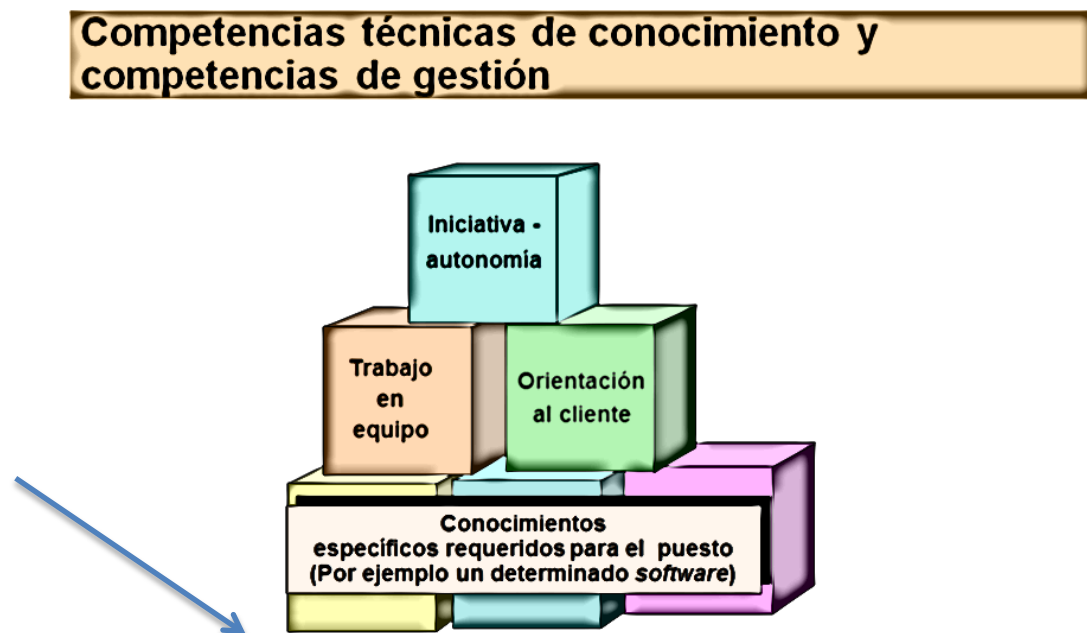 Competencias técnicas de conocimiento y
competencias de gestión
Iniciativa -
autonomía
Trabajo
en
equipo
Orientación
al cliente
Conocimientos
específicos requeridos para el puesto
(Por ejemplo un determinado software)